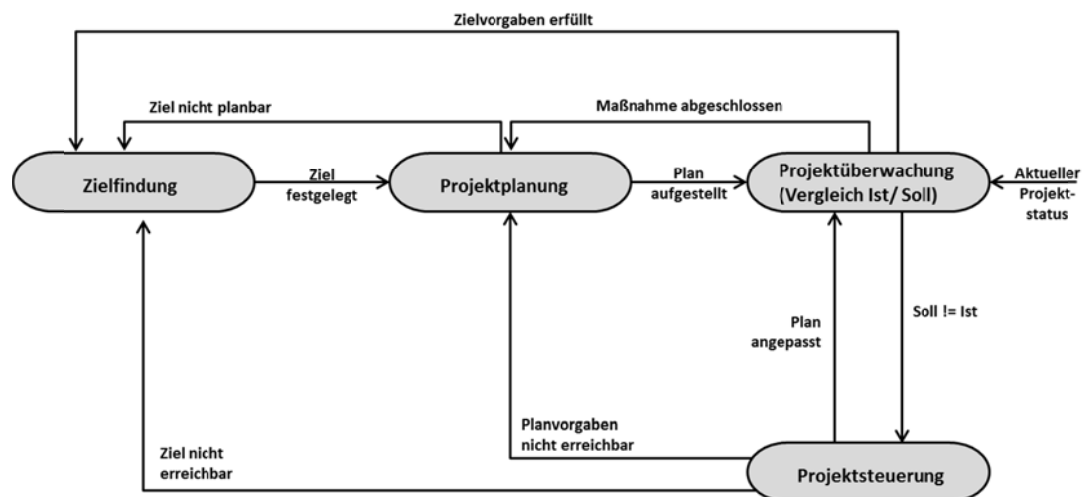 Zielvorgaben erfüllt
Ziel nicht planbar
Maßnahme abgeschlossen
Zielfindung
Ziel
festgelegt
Projektplanung
Plan
aufgestellt
Projektüberwachung
(Vergleich Ist/ Soll)
Aktueller
Projekt-
status
Plan
angepasst
Soll != Ist
Planvorgaben
nicht erreichbar
Ziel nicht
erreichbar
Projektsteuerung